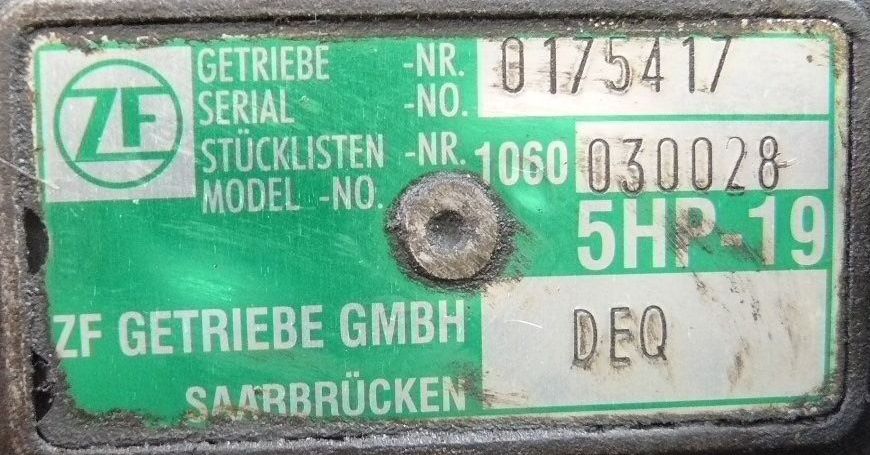 ZF
GETRIEBE -NR. 0175417
SERIAL -NO.
STÜCKLISTEN -NR. 1060 030028
MODEL -NO.
5HP-19
ZF GETRIEBE GMBH DEQ
SAARBRÜCKEN